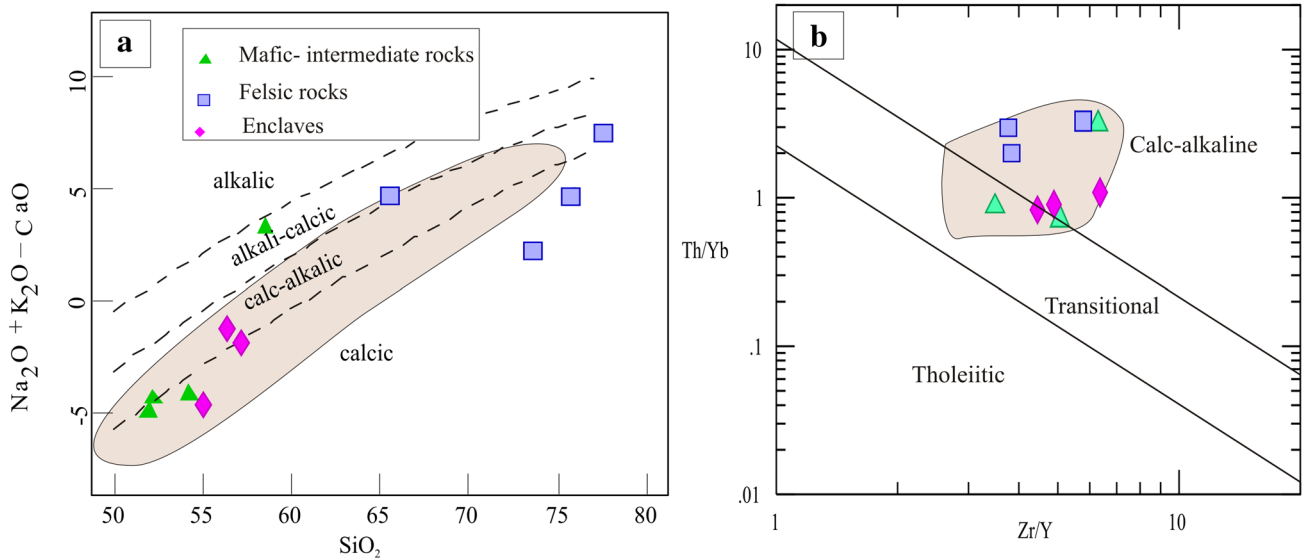 a
Mafic- intermediate rocks
Felsic rocks
Enclaves
alkalic
alkali-calcic
calc-alkalic
calcic
Na2O + K2O – C aO
10
5
0
-5
50 55 60 65 70 75 80
SiO2
b
Calc-alkaline
Transitional
Tholeiitic
Th/Yb
10
1
.1
.01
1 10
Zr/Y